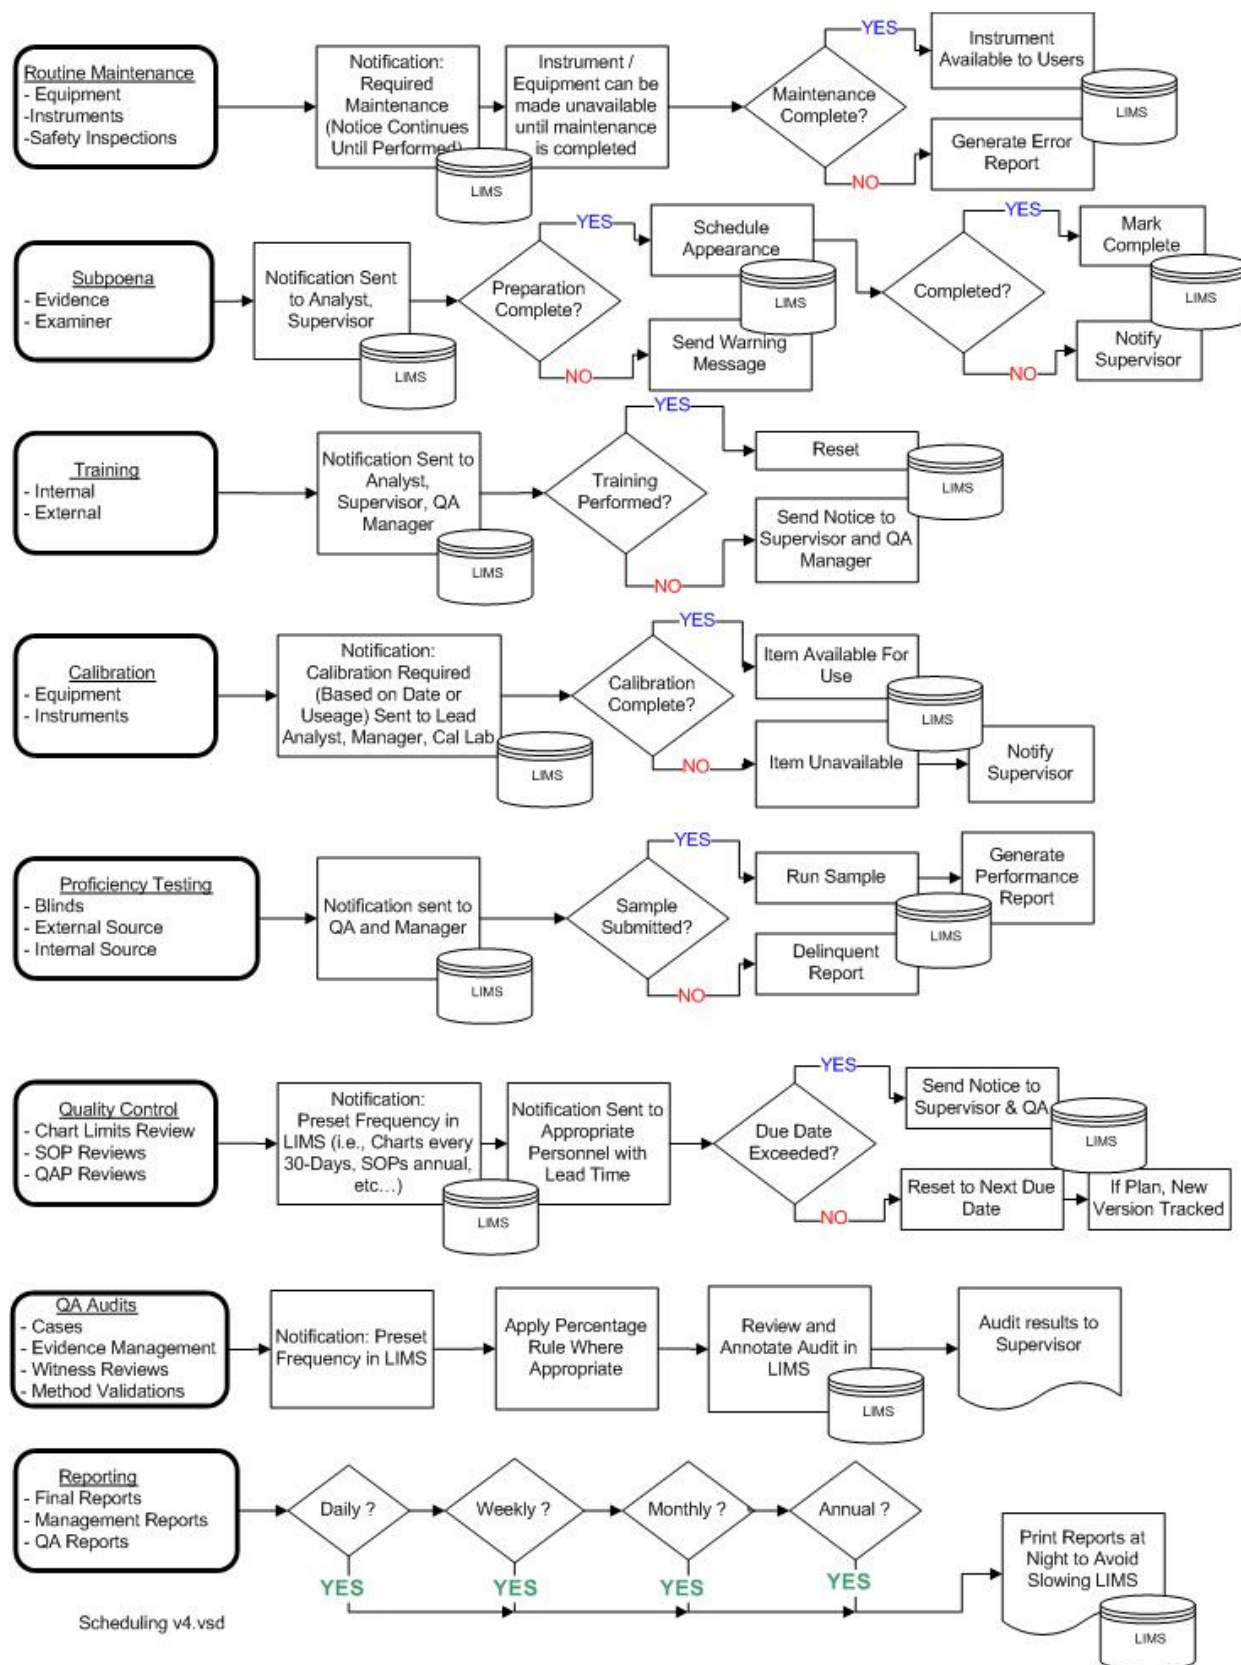 Routine Maintenance
- Equipment
-Instruments
-Safety Inspections
Notification:
Required
Maintenance
(Notice Continues
Until Performed)
LIMS
Instrument /
Equipment can be
made unavailable
until maintenance
is completed
Maintenance
Complete?
YES
Instrument
Available to Users
LIMS
NO
Generate Error
Report
Subpoena
- Evidence
- Examiner
Notification Sent
to Analyst,
Supervisor
LIMS
Preparation
Complete?
YES
Schedule
Appearance
LIMS
NO
Send Warning
Message
Completed?
YES
Mark
Complete
LIMS
NO
Notify
Supervisor
Training
- Internal
- External
Notification Sent to
Analyst,
Supervisor, QA
Manager
LIMS
Training
Performed?
YES
Reset
LIMS
NO
Send Notice to
Supervisor and QA
Manager
Calibration
- Equipment
- Instruments
Notification:
Calibration Required
(Based on Date or
Useage) Sent to Lead
Analyst, Manager, Cal Lab
LIMS
Calibration
Complete?
YES
Item Available For
Use
LIMS
NO
Item Unavailable
Notify
Supervisor
Proficiency Testing
- Blinds
- External Source
- Internal Source
Notification sent to
QA and Manager
LIMS
Sample
Submitted?
YES
Run Sample
Generate
Performance
Report
LIMS
NO
Delinquent
Report
Quality Control
- Chart Limits Review
- SOP Reviews
- QAP Reviews
Notification:
Preset Frequency in
LIMS (i.e., Charts every
30-Days, SOPs annual,
etc...)
LIMS
Notification Sent to
Appropriate
Personnel with
Lead Time
Due Date
Exceeded?
YES
Send Notice to
Supervisor & QA
LIMS
NO
Reset to Next Due
Date
If Plan, New
Version Tracked
QA Audits
- Cases
- Evidence Management
- Witness Reviews
- Method Validations
Notification: Preset
Frequency in LIMS
Apply Percentage
Rule Where
Appropriate
Review and
Annotate Audit in
LIMS
LIMS
Audit results to
Supervisor
Reporting
- Final Reports
- Management Reports
- QA Reports
Daily ?
Weekly ?
Monthly ?
Annual ?
YES
YES
YES
YES
Print Reports at
Night to Avoid
Slowing LIMS
LIMS
Scheduling v4.vsd